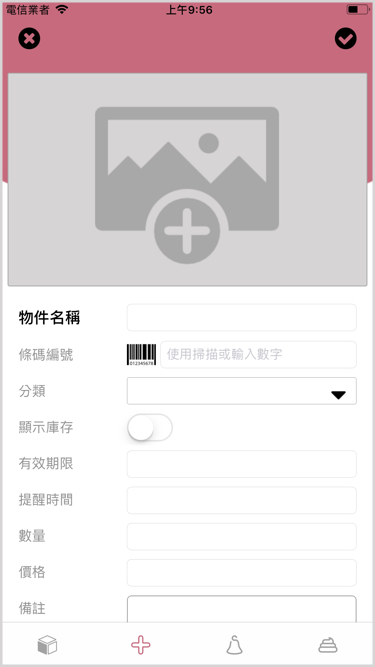 電信業者 上午9:56
物件名稱
條碼編號 012345678 使用掃描或輸入數字
分類
顯示庫存
有效期限
提醒時間
數量
價格
備註